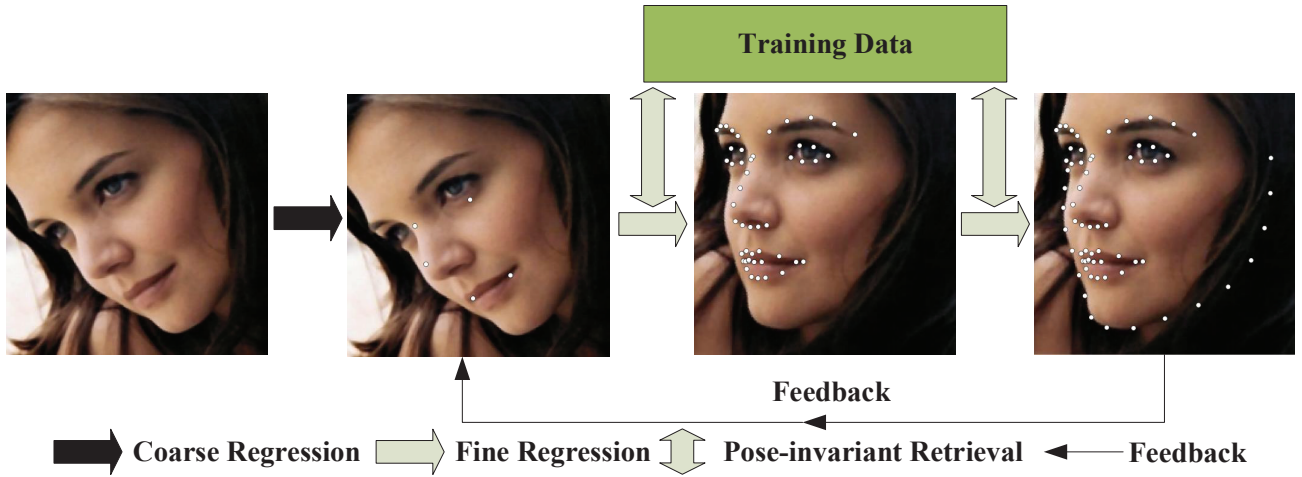 Training Data
Feedback
Coarse Regression Fine Regression Pose-invariant Retrieval Feedback